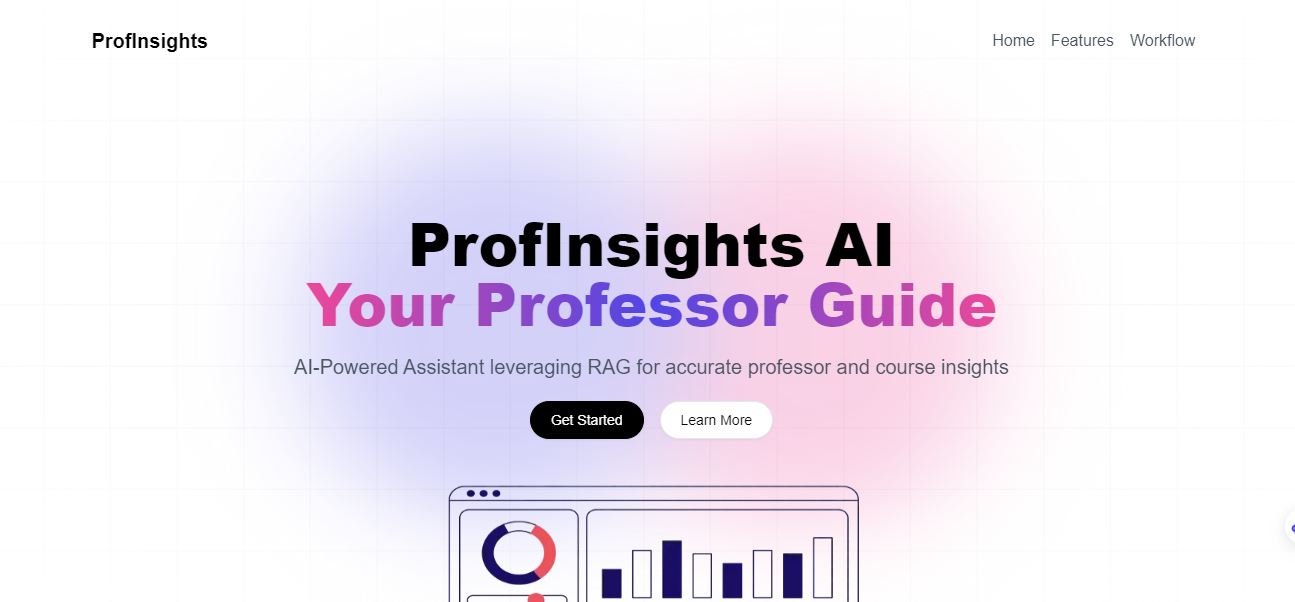 ProfInsights
Home Features Workflow
ProfInsights AI
Your Professor Guide
AI-Powered Assistant leveraging RAG for accurate professor and course insights
Get Started
Learn More